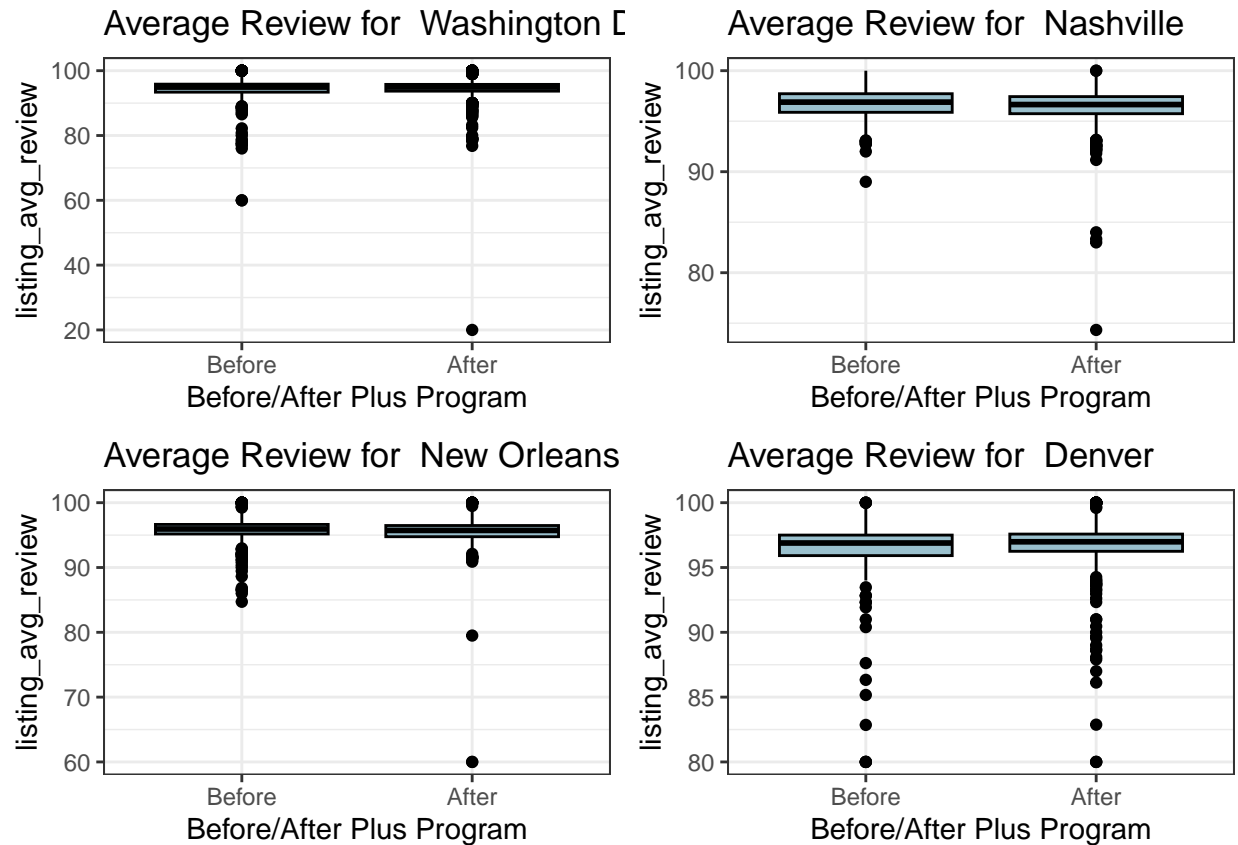 Average Review for  Washington D
100
80
60
40
20
listing_avg_review
Before
After
Before/After Plus Program
Average Review for  Nashville
100
90
80
listing_avg_review
Before
After
Before/After Plus Program
Average Review for  New Orleans
100
90
80
70
60
listing_avg_review
Before
After
Before/After Plus Program
Average Review for  Denver
100
95
90
85
80
listing_avg_review
Before
After
Before/After Plus Program